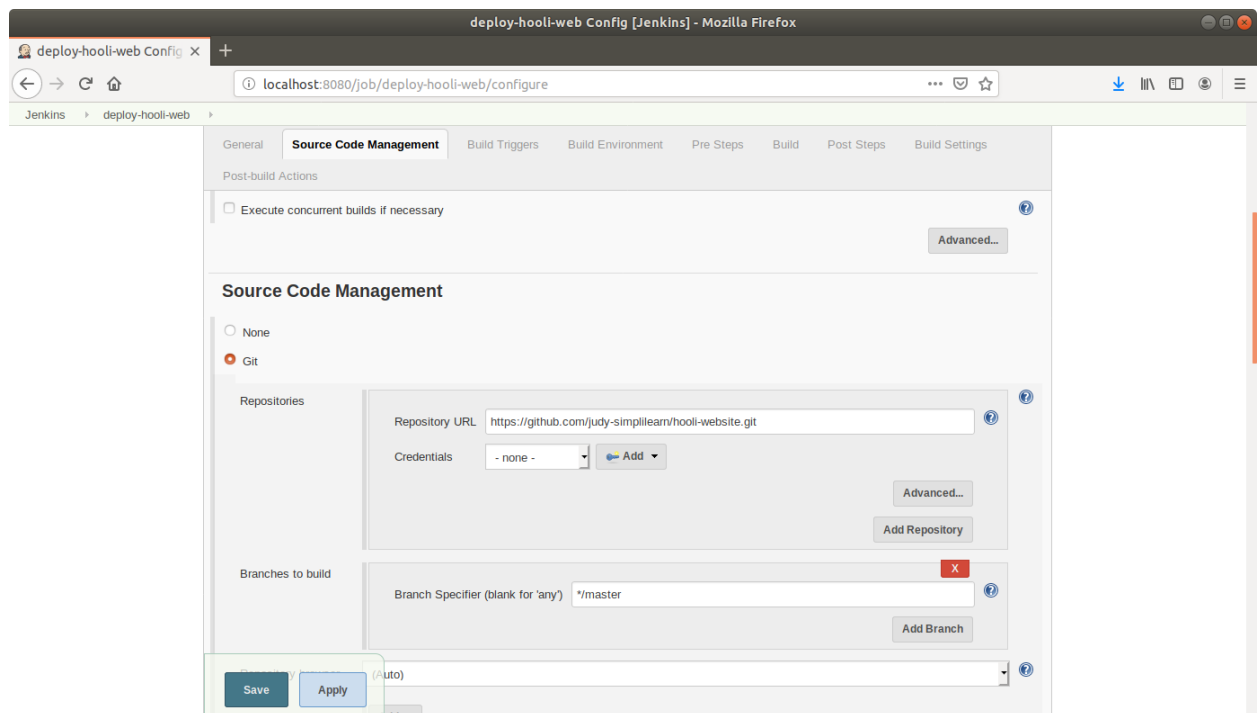 deploy-hooli-web Config [Jenkins] - Mozilla Firefox
deploy-hooli-web Config
localhost:8080/job/deploy-hooli-web/configure
Jenkins deploy-hooli-web
General Source Code Management Build Triggers Build Environment Pre Steps Build Post Steps Build Settings
Post-build Actions
Execute concurrent builds if necessary
Advanced...
Source Code Management
None
Git
Repositories
Repository URL https://github.com/judy-simplilearn/hooli-website.git
Credentials - none - Add
Advanced...
Add Repository
Branches to build
X
Branch Specifier (blank for 'any') */master
Add Branch
(Auto)
Save Apply